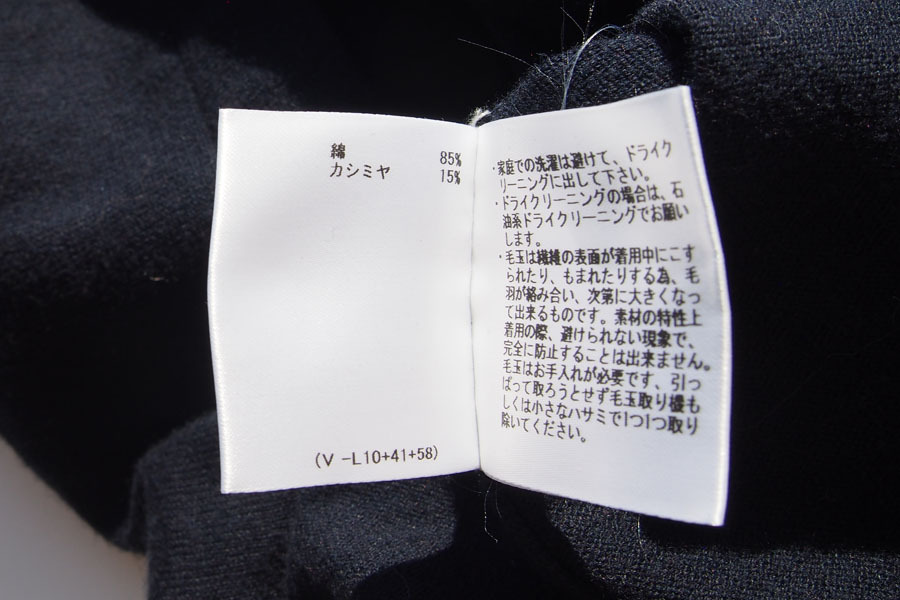 綿 85%
カシミヤ 15%
(V -L10+41+58)
・家庭での洗濯は避けて、ドライク
リーニングに出して下さい。
・ドライクリーニングの場合は、石
油系ドライクリーニングでお願い
します。
・毛玉は繊維の表面が着用中にこす
られたり、もまれたりする為、毛
羽が絡み合い、次第に大きくなっ
て出来るものです。素材の特性上
着用の際、避けられない現象で、
完全に防止することは出来ません。
毛玉はお手入れが必要です、引っ
ぱって取ろうとせず毛玉取り機も
しくは小さなハサミで1つ1つ取り
除いてください。